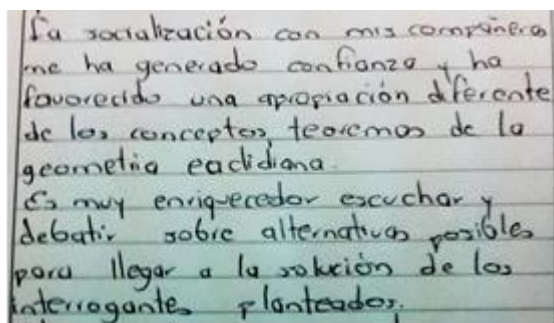 La socialización con mis compañeros
me ha generado confianza y ha
favorecido una apropiación diferente
de los conceptos, teoremas de la
geometria euclidiana.
Es muy enriquecedor escuchar y
debatir sobre alternativas posibles
para llegar a la solución de los
interrogantes planteados.